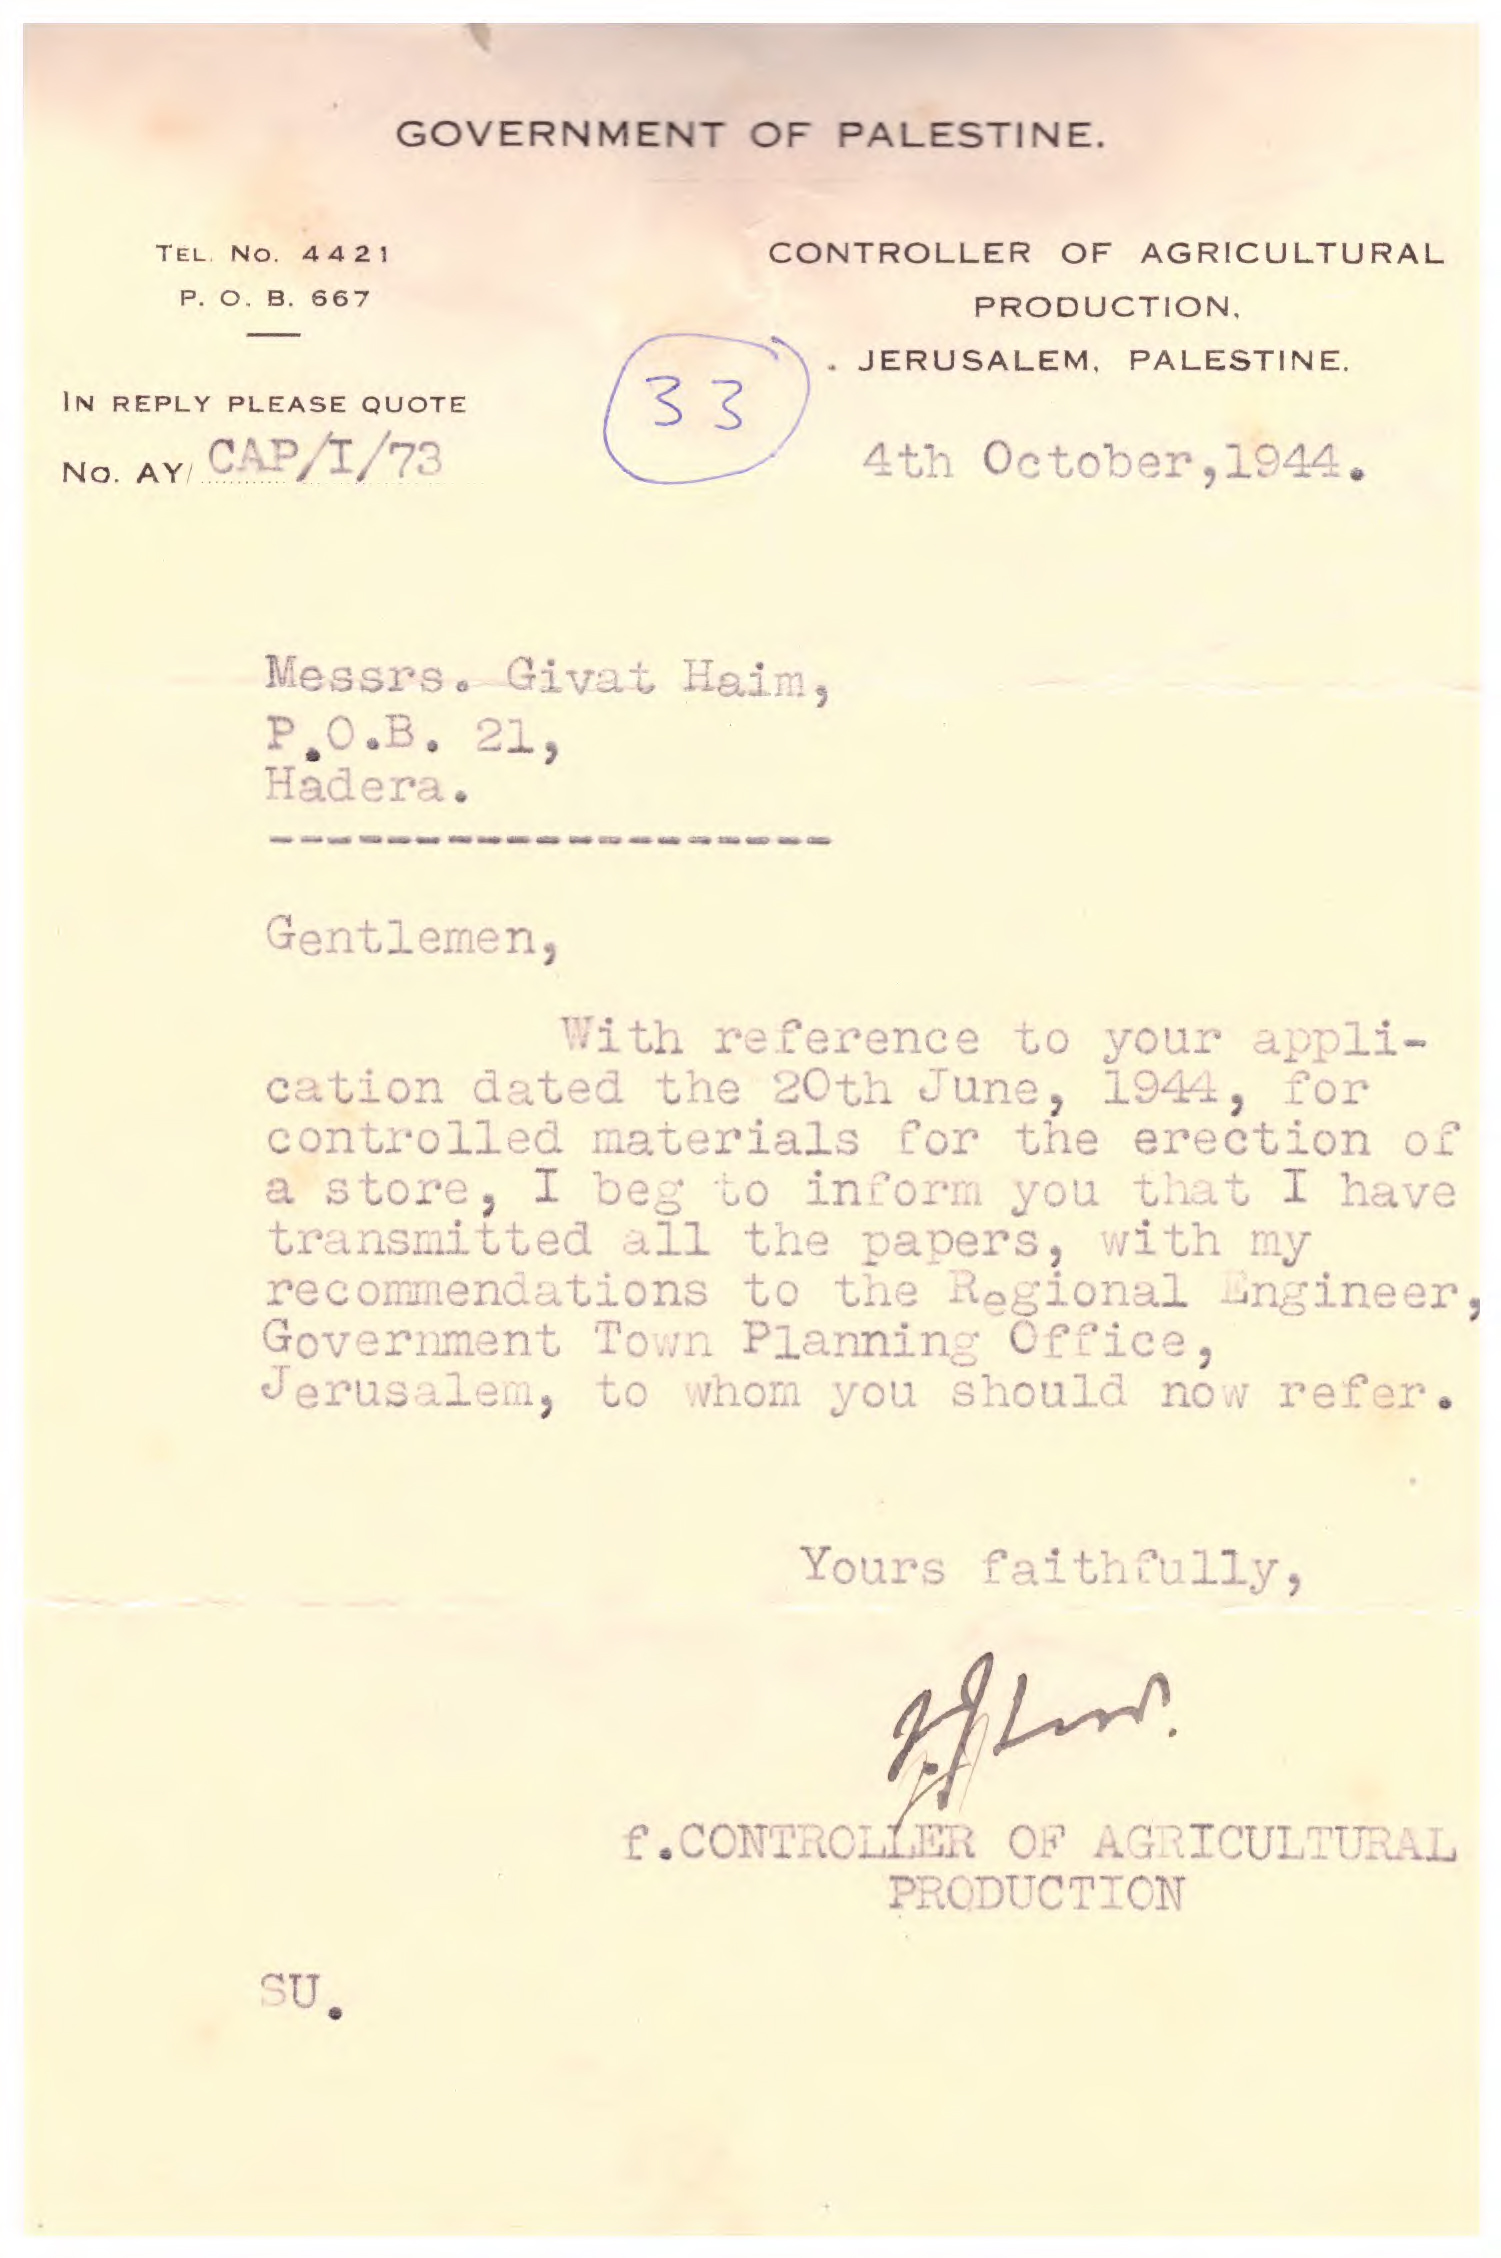 GOVERNMENT OF PALESTINE.
TEL. No. 4421
P. O. B. 667
IN REPLY PLEASE QUOTE
No. AY/ CAP/I/73
33
CONTROLLER OF AGRICULTURAL
PRODUCTION,
JERUSALEM, PALESTINE.
4th October,1944.
Messrs. Givat Haim,
P.O.B. 21,
Hadera.
--------------------
Gentlemen,
With reference to your appli-
cation dated the 20th June, 1944, for
controlled materials for the erection of
a store, I beg to inform you that I have
transmitted all the papers, with my
recommendations to the Regional Engineer,
Government Town Planning Office,
Jerusalem, to whom you should now refer.
Yours faithfully,
f.CONTROLLER OF AGRICULTURAL
PRODUCTION
SU.